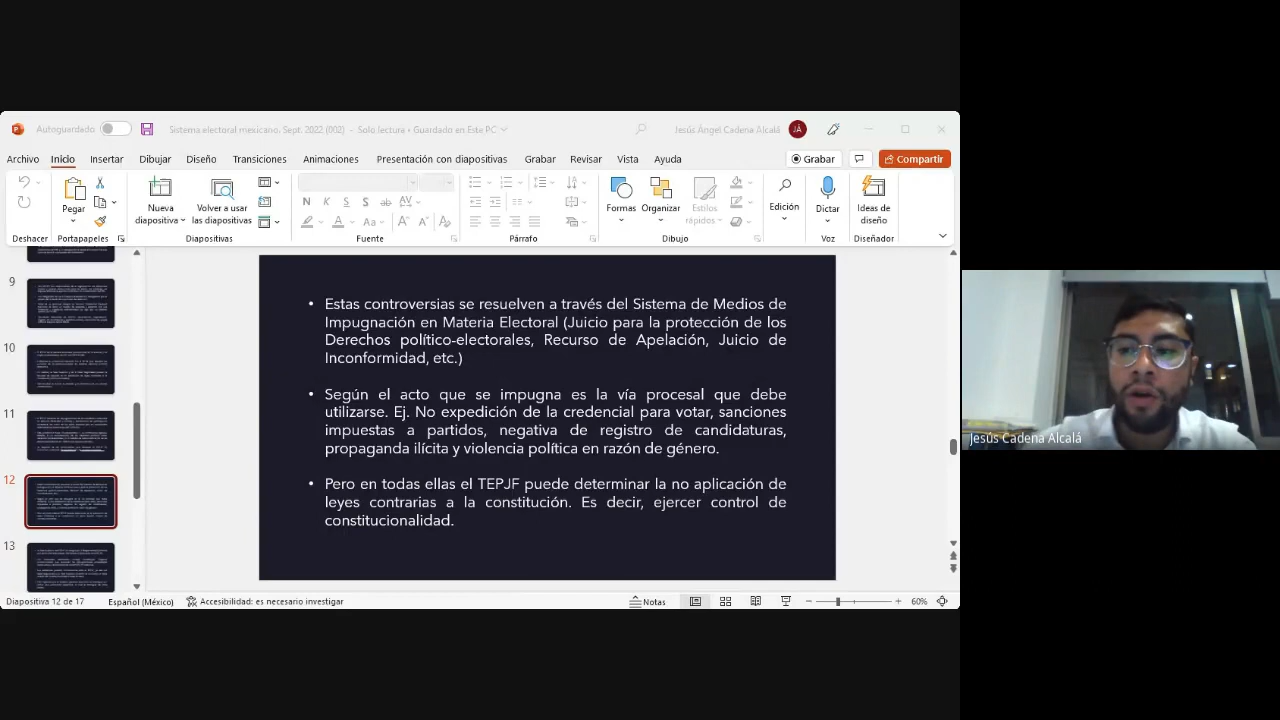 Autoguardado
Sistema electoral mexicano. Sept. 2022 (002) - Solo lectura • Guardado en Este PC
Jesús Ángel Cadena Alcalá
JÁ
Archivo Inicio Insertar Dibujar Diseño Transiciones Animaciones Presentación con diapositivas Grabar Revisar Vista Ayuda
Grabar
Compartir
Pegar
Nueva diapositiva
Volver a usar las diapositivas
N K S S ab AV
Aa A A
Formas
Organizar
Estilos rápidos
Edición
Dictar
Ideas de diseño
Deshacer Portapapeles Diapositivas Fuente Párrafo Dibujo Voz Diseñador
9
10
11
12
13
• Estas controversias se resuelven a través del Sistema de Medios de
Impugnación en Materia Electoral (Juicio para la protección de los
Derechos político-electorales, Recurso de Apelación, Juicio de
Inconformidad, etc.)
• Según el acto que se impugna es la vía procesal que debe
utilizarse. Ej. No expedición de la credencial para votar, sanciones
impuestas a partidos, negativa de registro de candidatos,
propaganda ilícita y violencia política en razón de género.
• Pero en todas ellas el TEPJF puede determinar la no aplicación de
leyes contrarias a la Constitución. Es decir, ejercer control de
constitucionalidad.
Jesús Cadena Alcalá
Diapositiva 12 de 17 Español (México) Accesibilidad: es necesario investigar Notas 60%